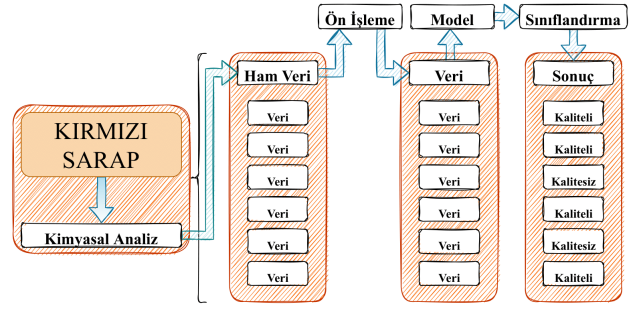 Ön İşleme
Model
Sınıflandırma
Ham Veri
Veri
Sonuç
KIRMIZI
SARAP
Kimyasal Analiz
Veri
Veri
Veri
Veri
Veri
Veri
Veri
Veri
Veri
Veri
Veri
Veri
Kaliteli
Kaliteli
Kalitesiz
Kaliteli
Kalitesiz
Kaliteli